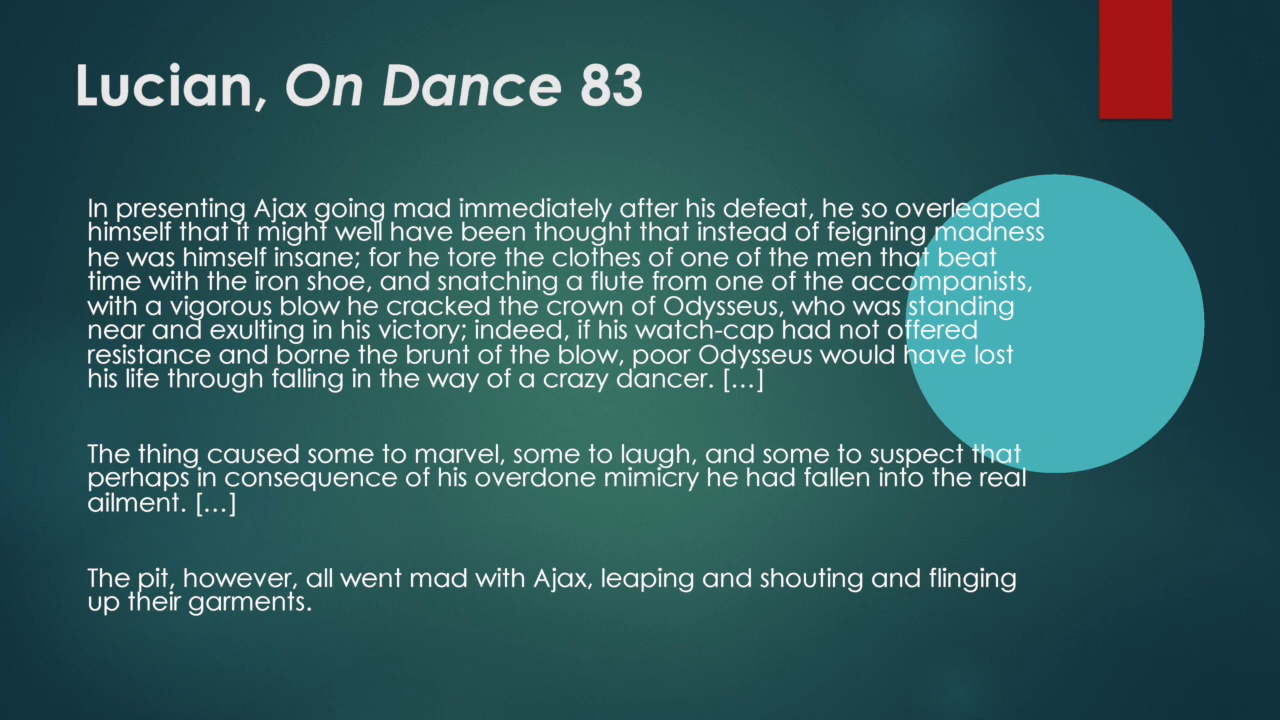 Lucian, On Dance 83
In presenting Ajax going mad immediately after his defeat, he so overleaped
himself that it might well have been thought that instead of feigning madness
he was himself insane; for he tore the clothes of one of the men that beat
time with the iron shoe, and snatching a flute from one of the accompanists,
with a vigorous blow he cracked the crown of Odysseus, who was standing
near and exulting in his victory; indeed, if his watch-cap had not offered
resistance and borne the brunt of the blow, poor Odysseus would have lost
his life through falling in the way of a crazy dancer. […]
The thing caused some to marvel, some to laugh, and some to suspect that
perhaps in consequence of his overdone mimicry he had fallen into the real
ailment. […]
The pit, however, all went mad with Ajax, leaping and shouting and flinging
up their garments.